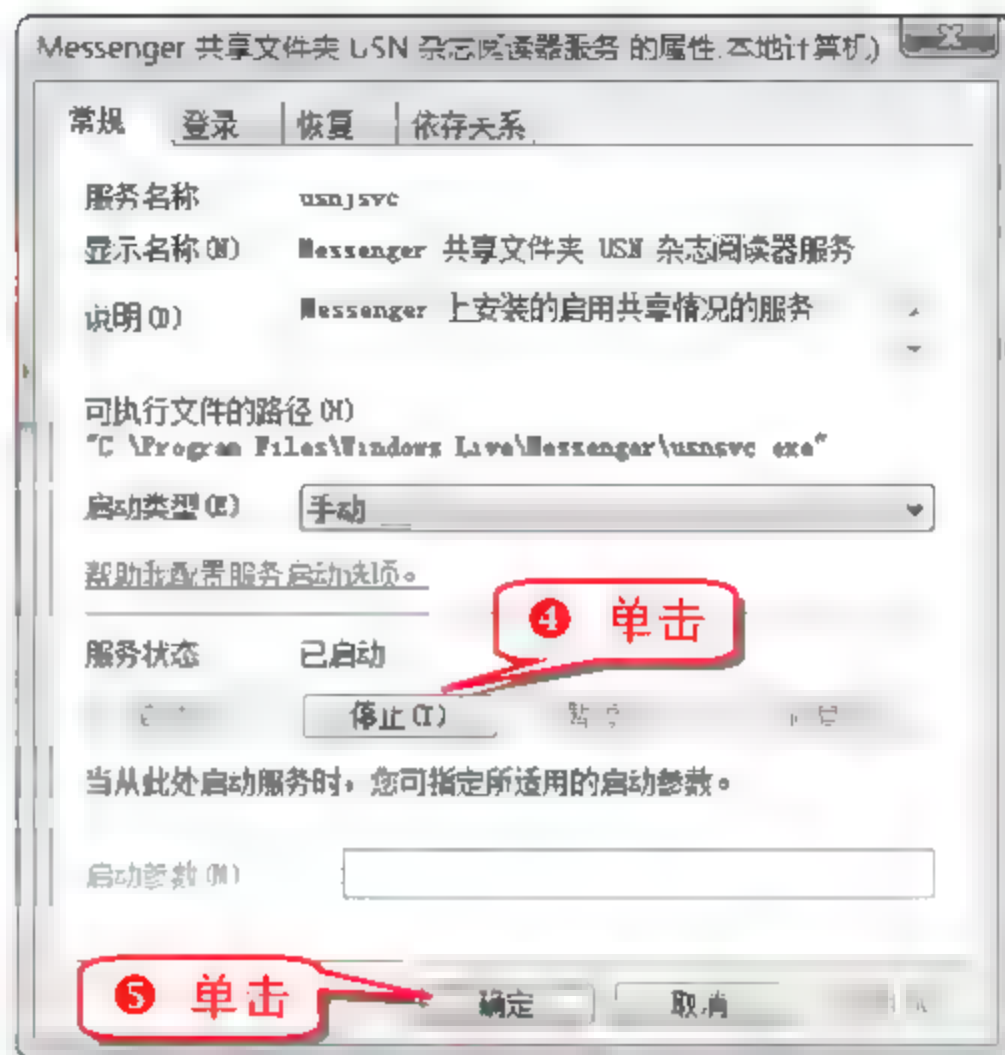 Messenger 共享文件夹 USN 杂志阅读器服务 的属性 本地计算机)
常规 登录 恢复 依存关系
服务名称 usnjsvc
显示名称(N) Messenger 共享文件夹 USN 杂志阅读器服务
说明(D) Messenger 上安装的启用共享情况的服务
可执行文件的路径(H)
"C \Program Files\Windows Live\Messenger\usnsvc exe"
启动类型(E) 手动
帮助我配置服务启动选项。
❹ 单击
服务状态 已启动
停止(T)
当从此处启动服务时，您可指定所适用的启动参数。
启动参数(M)
❺ 单击
确定 取消